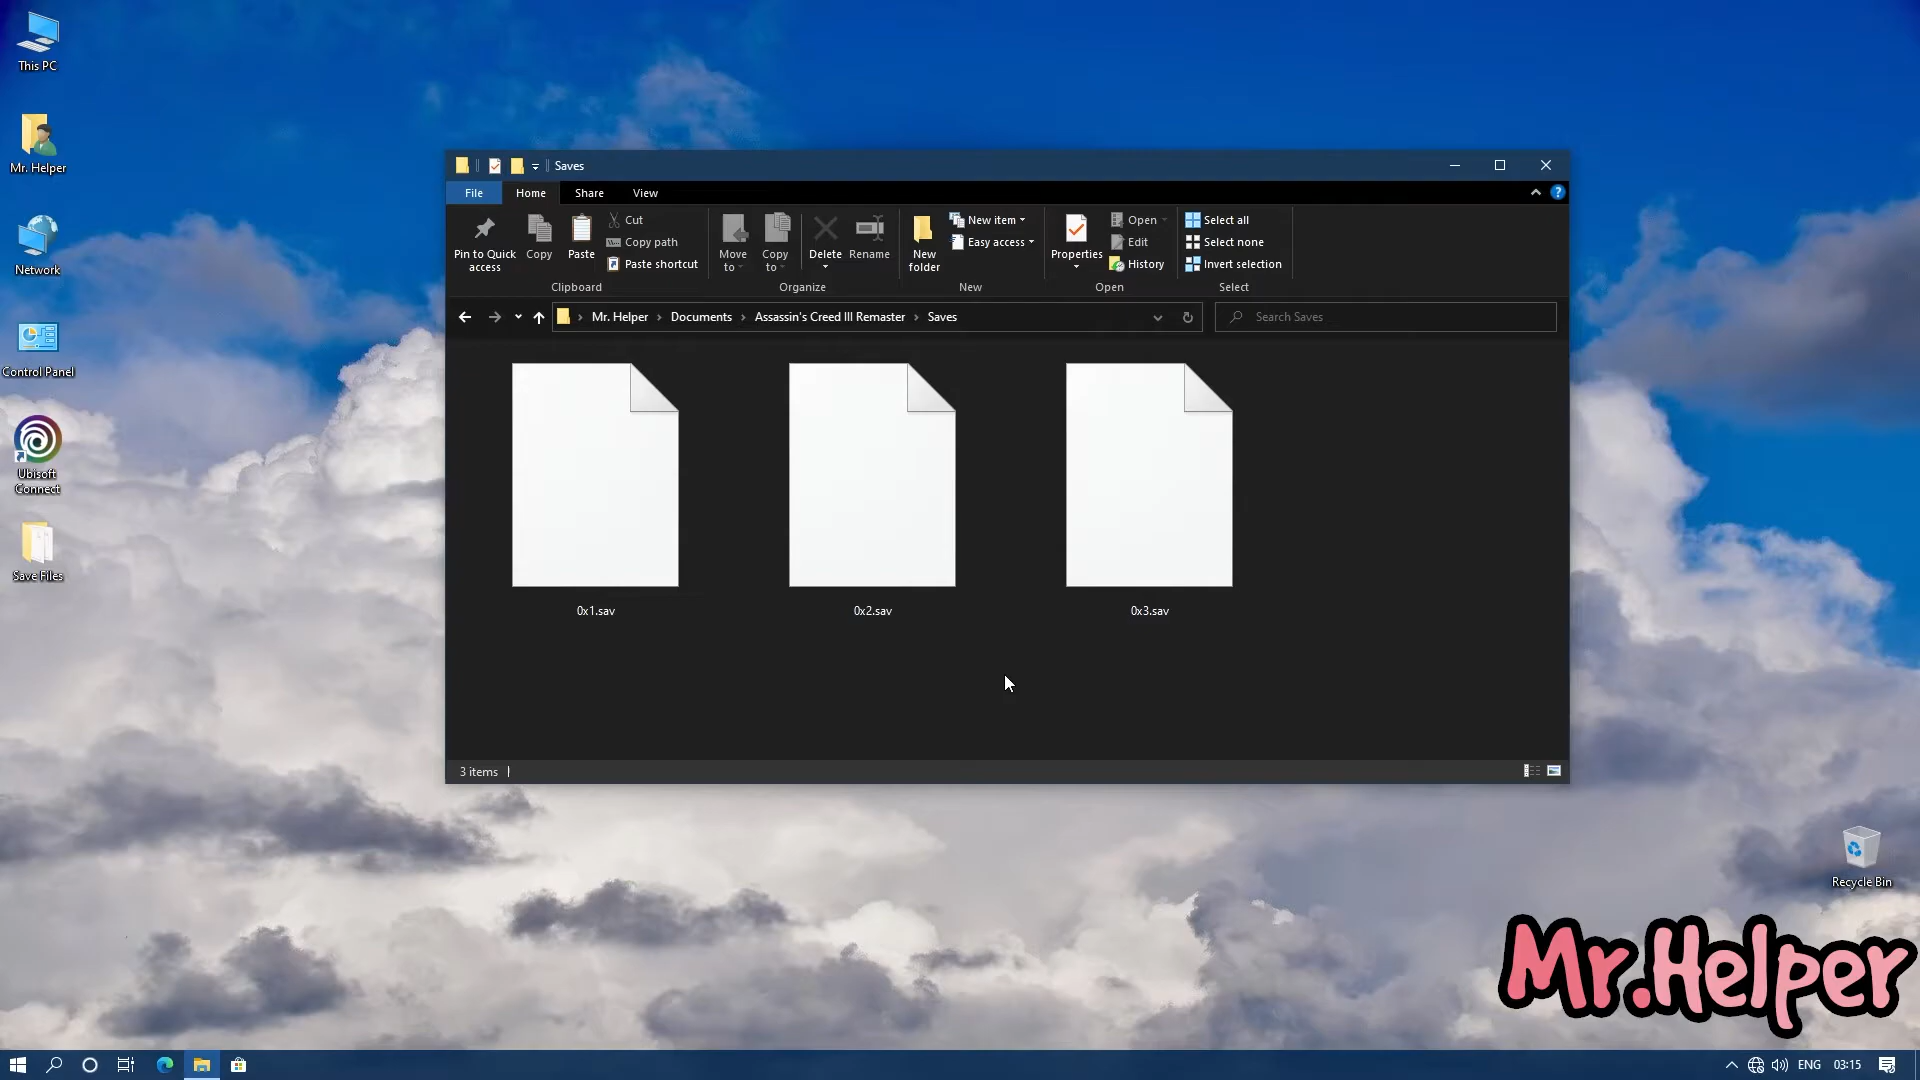 This PC
Mr. Helper
Network
Control Panel
Ubisoft
Connect
Save Files
Saves
File
Home
Share
View
Pin to Quick
access
Copy
Paste
Cut
Copy path
Paste shortcut
Clipboard
Move
to
Copy
to
Delete
Rename
Organize
New
folder
New item
Easy access
New
Properties
Open
Edit
History
Open
Select all
Select none
Invert selection
Select
Mr. Helper > Documents > Assassin's Creed III Remaster > Saves
Search Saves
0x1.sav
0x2.sav
0x3.sav
3 items
Recycle Bin
Mr.Helper
ENG
03:15